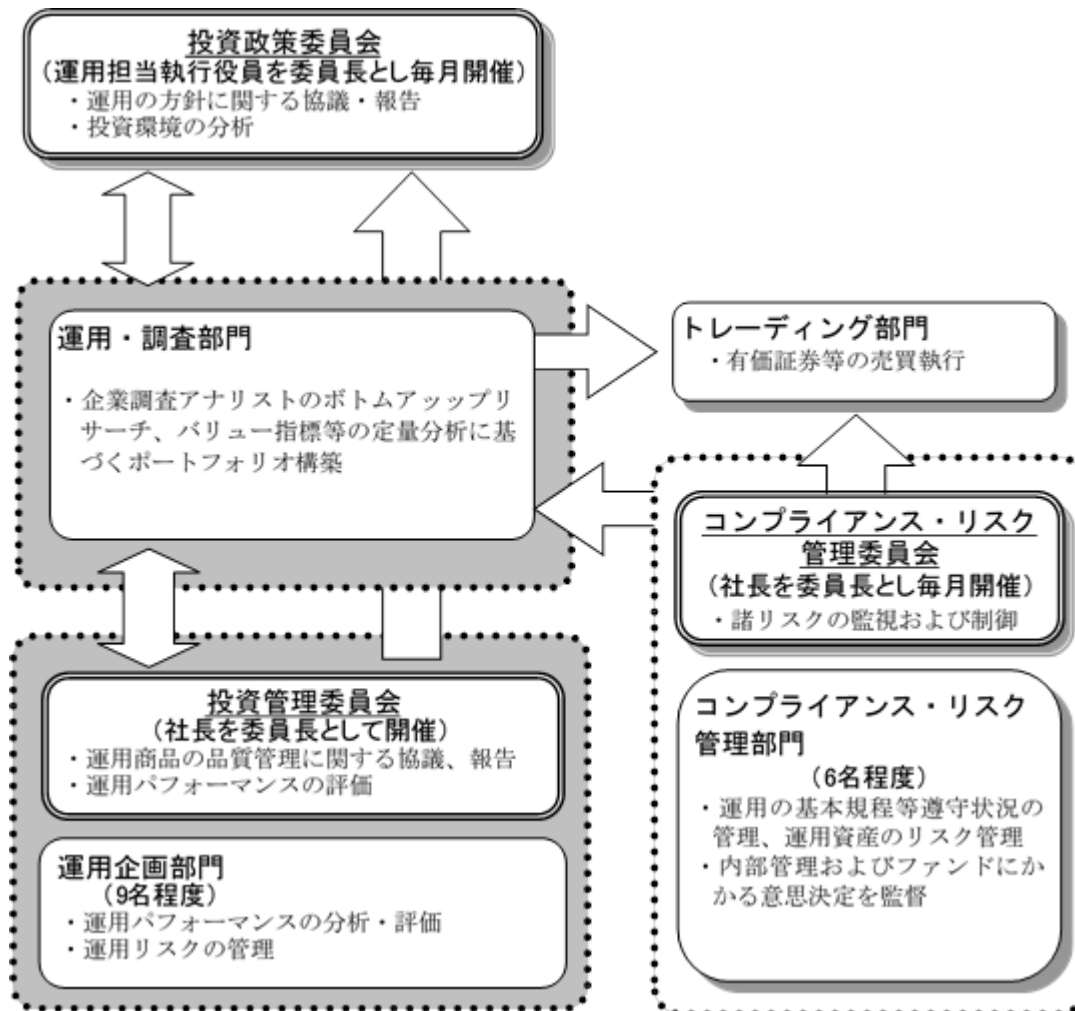 投資政策委員会
(運用担当執行役員を委員長とし毎月開催)
・運用の方針に関する協議・報告
・投資環境の分析
運用・調査部門
・企業調査アナリストのボトムアッップリ
サーチ、バリュー指標等の定量分析に基
づくポートフォリオ構築
トレーディング部門
・有価証券等の売買執行
コンプライアンス・リスク
管理委員会
(社長を委員長とし毎月開催)
・諸リスクの監視および制御
投資管理委員会
(社長を委員長として開催)
・運用商品の品質管理に関する協議、報告
・運用パフォーマンスの評価
運用企画部門
(9名程度)
・運用パフォーマンスの分析・評価
・運用リスクの管理
コンプライアンス・リスク
管理部門
(6名程度)
・運用の基本規程等遵守状況の
管理、運用資産のリスク管理
・内部管理およびファンドにか
かる意思決定を監督